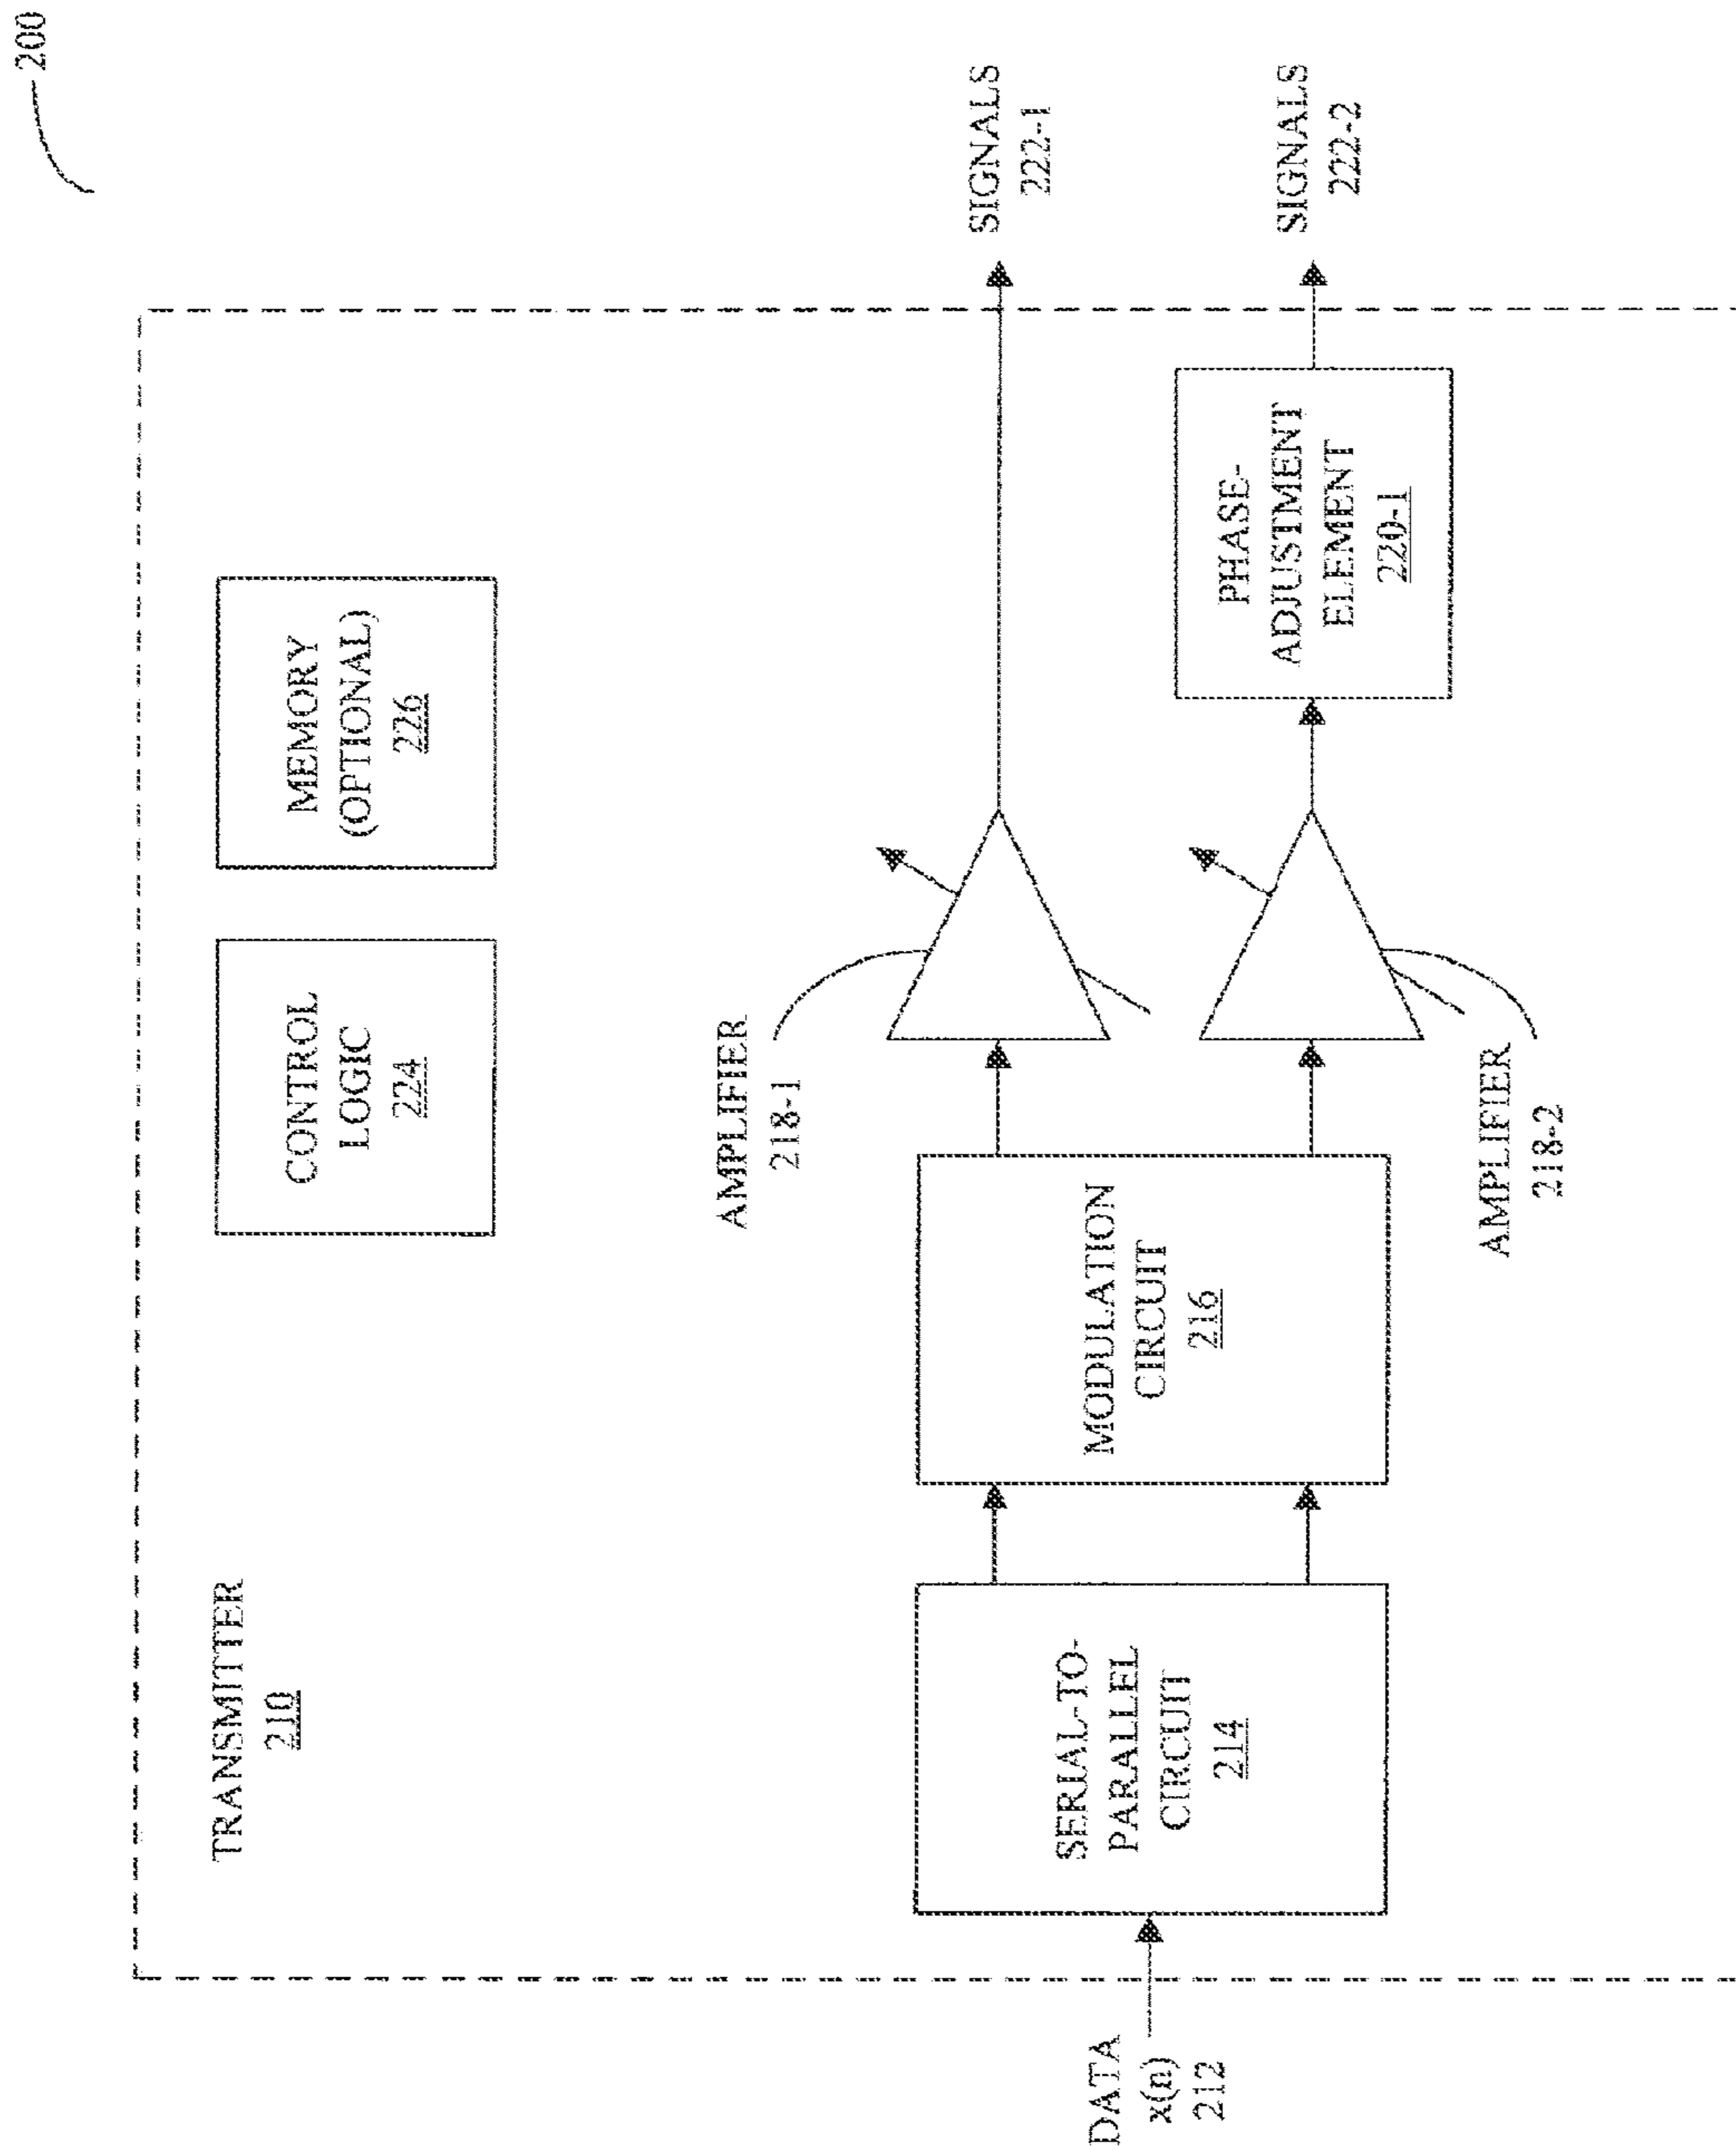 200
TRANSMITTER
210
CONTROL
LOGIC
224
MEMORY
(OPTIONAL)
226
DATA
x(n)
212
SERIAL-TO-
PARALLEL
CIRCUIT
214
MODULATION
CIRCUIT
216
AMPLIFIER
218-1
AMPLIFIER
218-2
PHASE-
ADJUSTMENT
ELEMENT
220-1
SIGNALS
222-1
SIGNALS
222-2